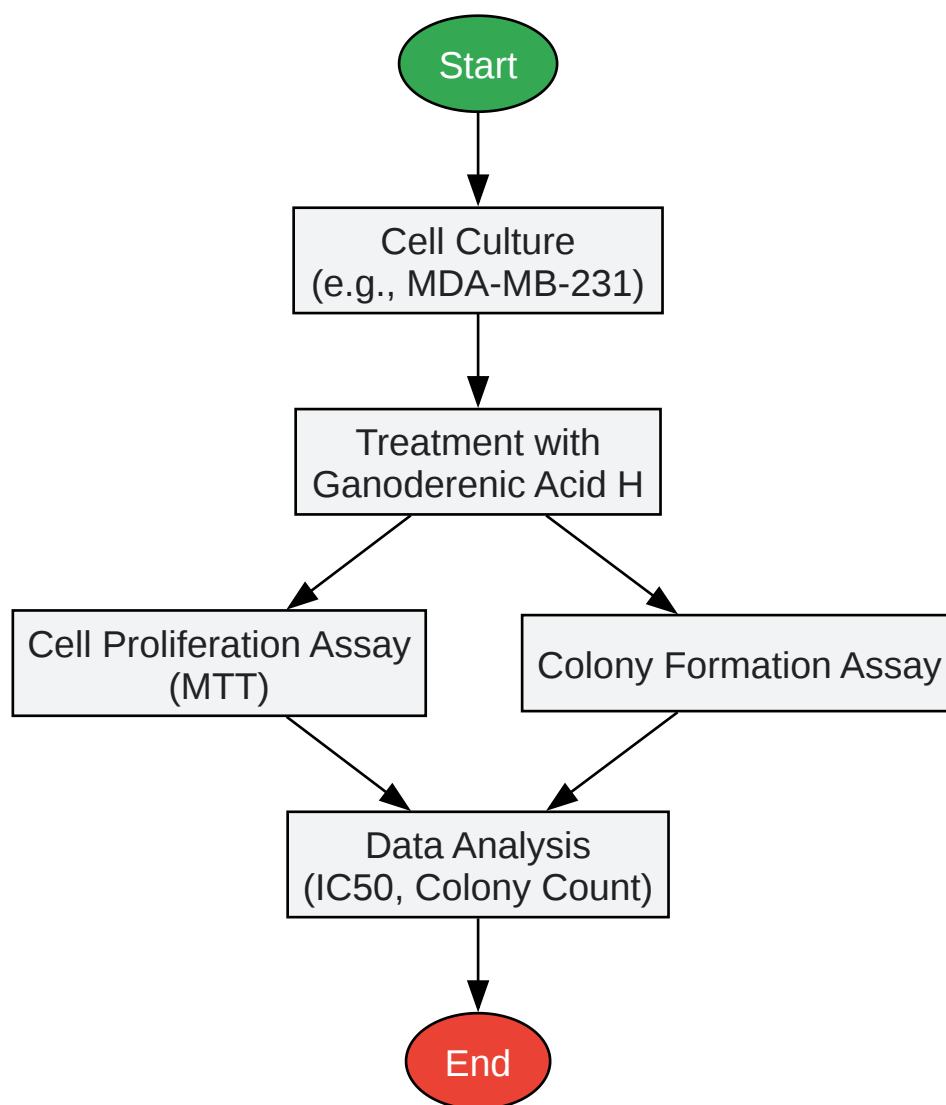 Start
Cell Culture
(e.g., MDA-MB-231)
Treatment with
Ganoderenic Acid H
Cell Proliferation Assay
(MTT)
Colony Formation Assay
Data Analysis
(IC50, Colony Count)
End